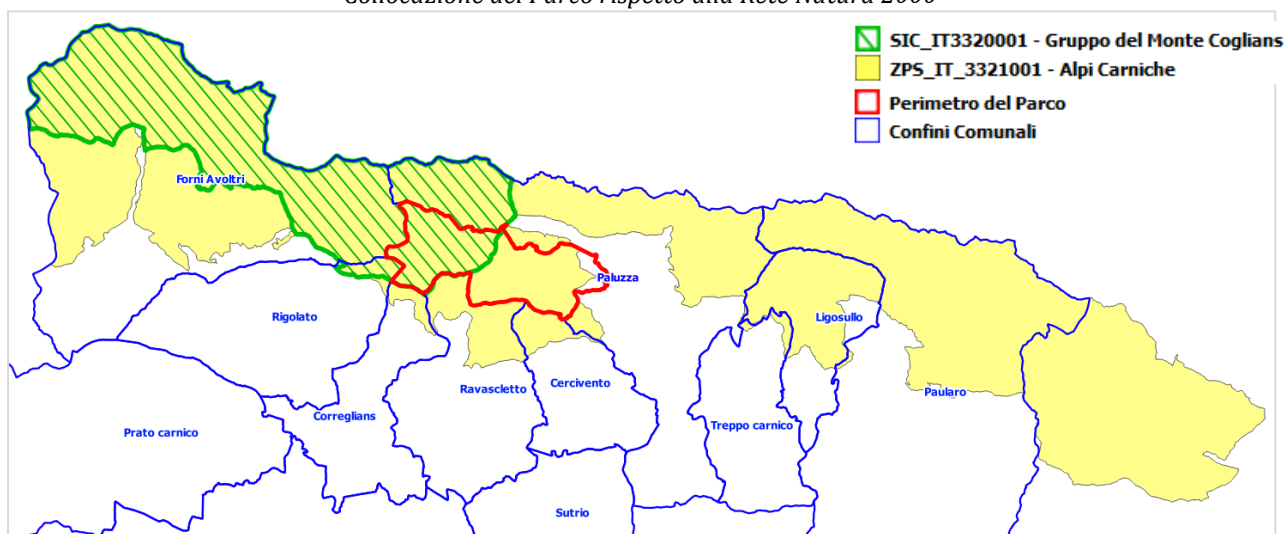 Collocazione del Parco rispetto alla Rete Natura 2000
SIC_IT3320001 - Gruppo del Monte Coglians
ZPS_IT_3321001 - Alpi Carniche
Perimetro del Parco
Confini Comunali
Forni Avoltri
Paluzza
Rigolato
Ligosullo
Ravascletto
Cercivento
Paularo
Correglians
Treppo carnico
Prato carnico
Sutrio